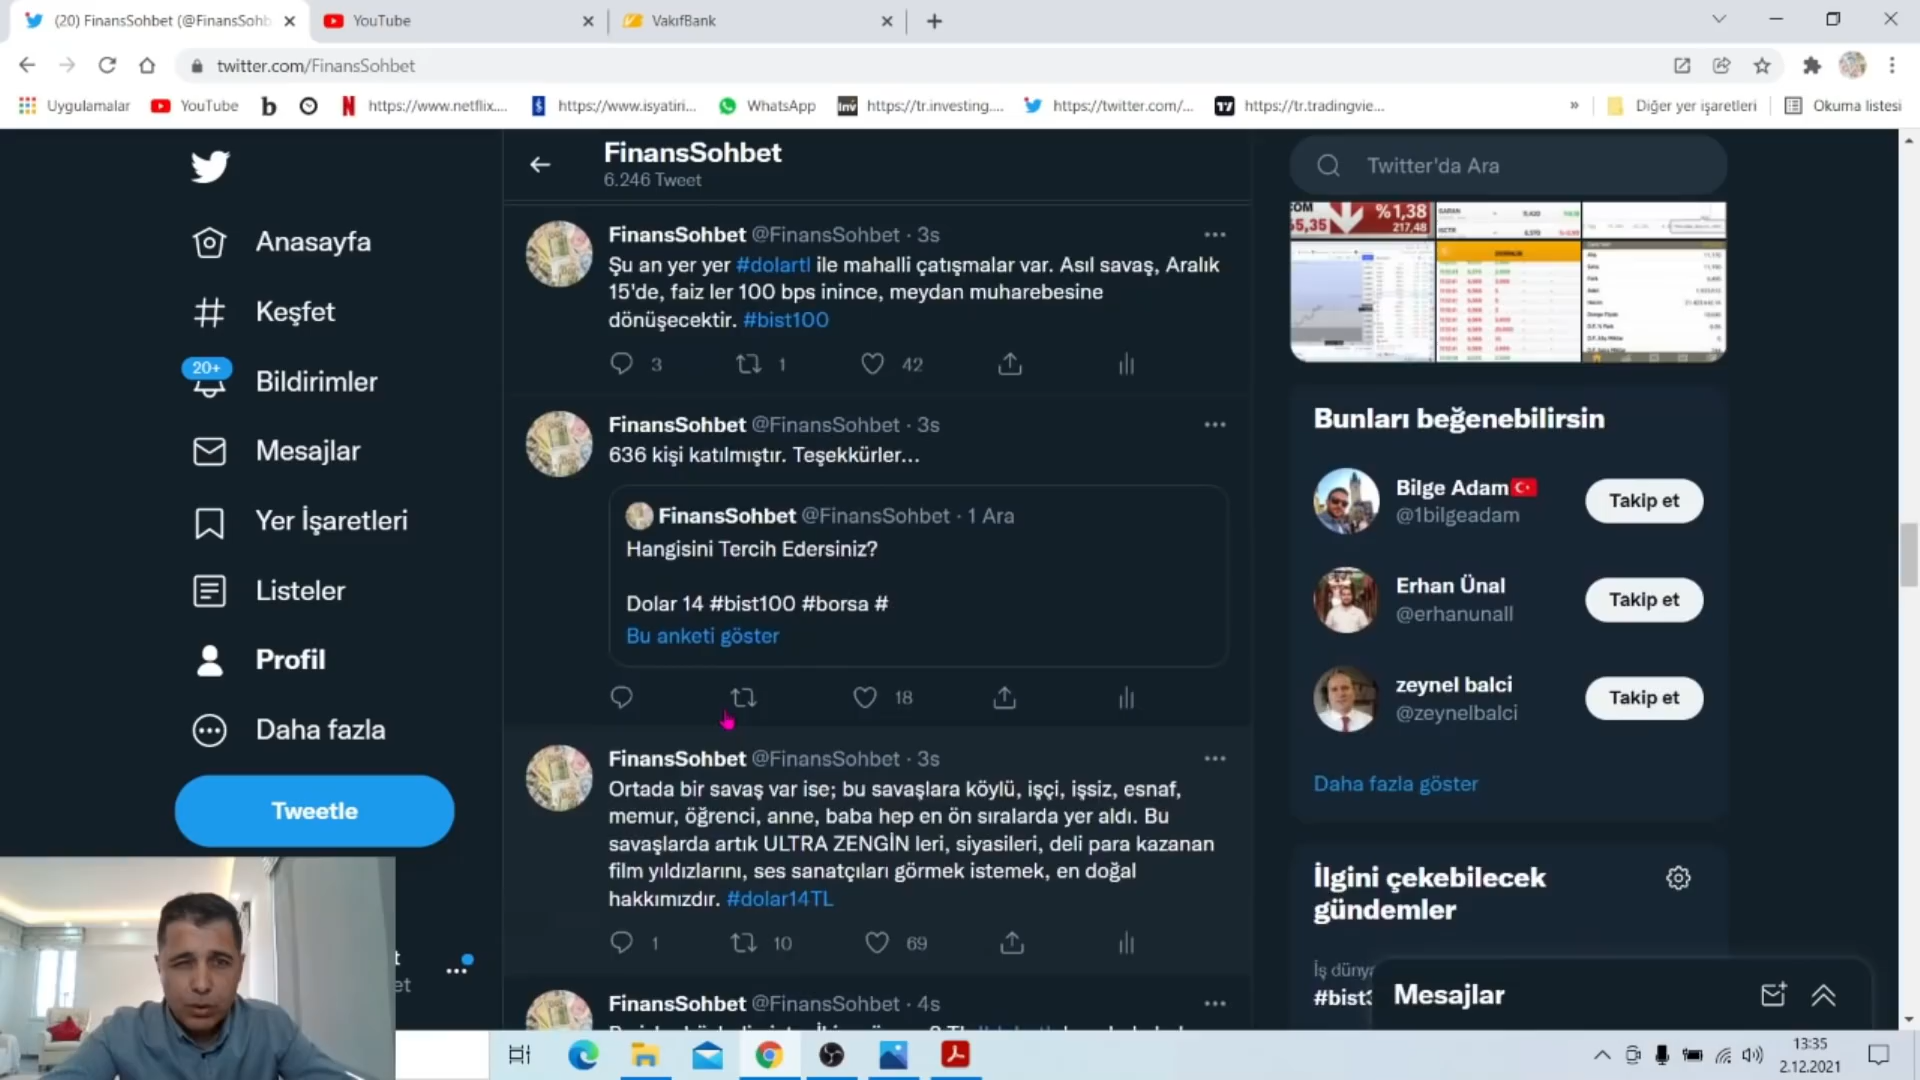 (20) FinansSohbet (@FinansSohb
YouTube
VakıfBank
twitter.com/FinansSohbet
Uygulamalar
YouTube
b
N
https://www.netflix....
https://www.isyatiri...
WhatsApp
Inv
https://tr.investing....
https://twitter.com/...
https://tr.tradingvie...
»
Diğer yer işaretleri
Okuma listesi
Anasayfa
Keşfet
20+
Bildirimler
Mesajlar
Yer İşaretleri
Listeler
Profil
Daha fazla
Tweetle
FinansSohbet
6.246 Tweet
FinansSohbet @FinansSohbet · 3s
Şu an yer yer #dolartl ile mahalli çatışmalar var. Asıl savaş, Aralık
15'de, faiz ler 100 bps inince, meydan muharebesine
dönüşecektir. #bist100
3
1
42
FinansSohbet @FinansSohbet · 3s
636 kişi katılmıştır. Teşekkürler...
FinansSohbet @FinansSohbet · 1 Ara
Hangisini Tercih Edersiniz?
Dolar 14 #bist100 #borsa #
Bu anketi göster
18
FinansSohbet @FinansSohbet · 3s
Ortada bir savaş var ise; bu savaşlara köylü, işçi, işsiz, esnaf,
memur, öğrenci, anne, baba hep en ön sıralarda yer aldı. Bu
savaşlarda artık ULTRA ZENGİN leri, siyasileri, deli para kazanan
film yıldızlarını, ses sanatçıları görmek istemek, en doğal
hakkımızdır. #dolar14TL
1
10
69
FinansSohbet @FinansSohbet · 4s
Twitter'da Ara
%1,38
217,48
Bunları beğenebilirsin
Bilge Adam
@1bilgeadam
Takip et
Erhan Ünal
@erhanunall
Takip et
zeynel balci
@zeynelbalci
Takip et
Daha fazla göster
İlgini çekebilecek
gündemler
İş düny
#bist
Mesajlar
13:35
2.12.2021